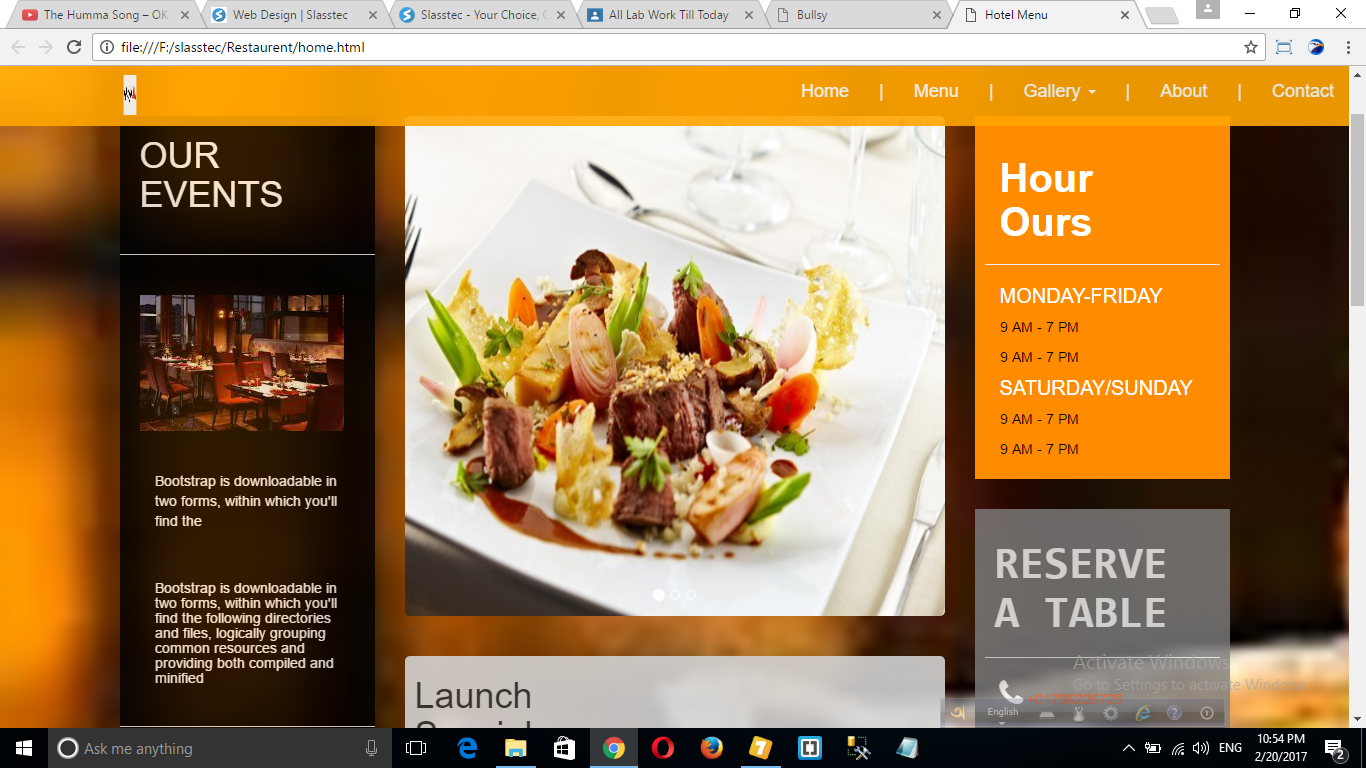 The Humma Song – OK
Web Design | Slasstec
Slasstec - Your Choice, C
All Lab Work Till Today
Bullsy
Hotel Menu
file:///F:/slasstec/Restaurent/home.html
Home | Menu | Gallery | About | Contact
OUR
EVENTS
Bootstrap is downloadable in
two forms, within which you'll
find the
Bootstrap is downloadable in
two forms, within which you'll
find the following directories
and files, logically grouping
common resources and
providing both compiled and
minified
Launch
Hour
Ours
MONDAY-FRIDAY
9 AM - 7 PM
9 AM - 7 PM
SATURDAY/SUNDAY
9 AM - 7 PM
9 AM - 7 PM
RESERVE
A TABLE
Activate Windows
Go to Settings to activate Windows.
English
Ask me anything
ENG
10:54 PM
2/20/2017
2